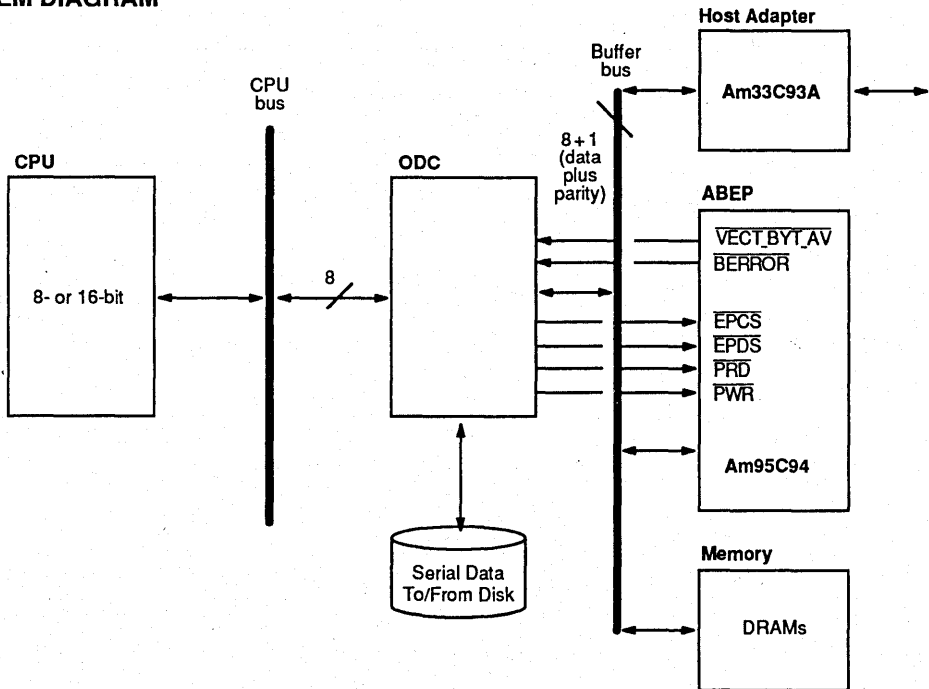 EM DIAGRAM
Host Adapter
Am33C93A
Buffer
bus
CPU
bus
8 + 1
(data
plus
parity)
CPU
8- or 16-bit
8
ODC
ABEP
VECT_BYT_AV
BERROR
EPCS
EPDS
PRD
PWR
Am95C94
Serial Data
To/From Disk
Memory
DRAMs